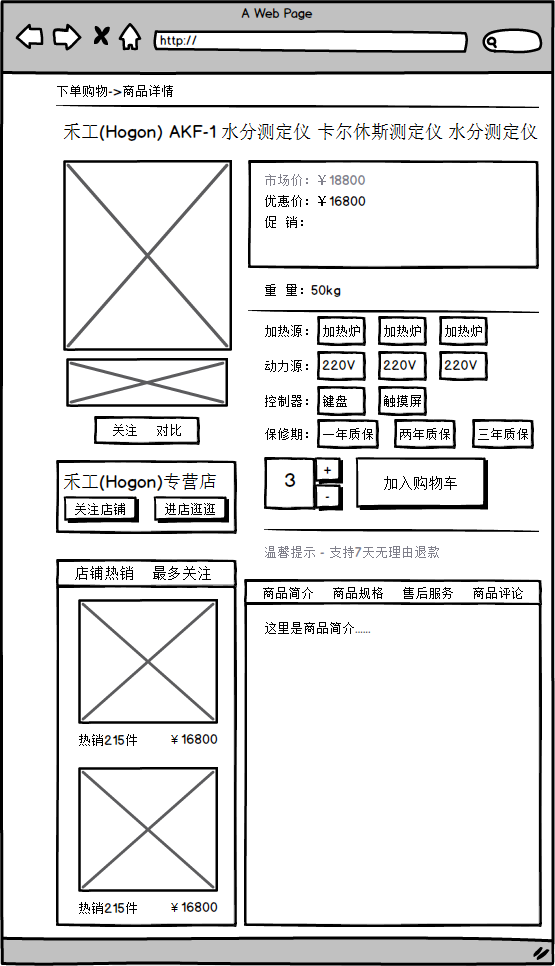 A Web Page
http://
下单购物->商品详情
禾工(Hogon) AKF-1 水分测定仪 卡尔休斯测定仪 水分测定仪
市场价: ￥18800
优惠价: ￥16800
促 销:
重 量: 50kg
加热源: 加热炉 加热炉 加热炉
动力源: 220V 220V 220V
控制器: 键盘 触摸屏
保修期: 一年质保 两年质保 三年质保
关注 对比
3 + - 加入购物车
禾工(Hogon)专营店
关注店铺 进店逛逛
温馨提示 - 支持7天无理由退款
店铺热销 最多关注
热销215件 ￥16800
热销215件 ￥16800
商品简介 商品规格 售后服务 商品评论
这里是商品简介......